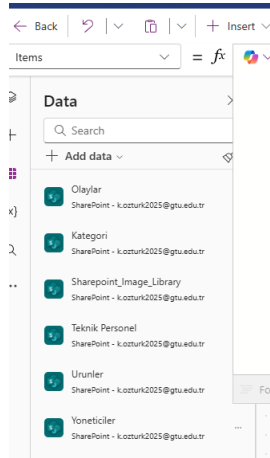 Back
Insert
Items
= fx
Data
Search
Add data
Olaylar
SharePoint - k.ozturk2025@gtu.edu.tr
Kategori
SharePoint - k.ozturk2025@gtu.edu.tr
Sharepoint_Image_Library
SharePoint - k.ozturk2025@gtu.edu.tr
Teknik Personel
SharePoint - k.ozturk2025@gtu.edu.tr
Urunler
SharePoint - k.ozturk2025@gtu.edu.tr
Fo
Yoneticiler
SharePoint - k.ozturk2025@gtu.edu.tr